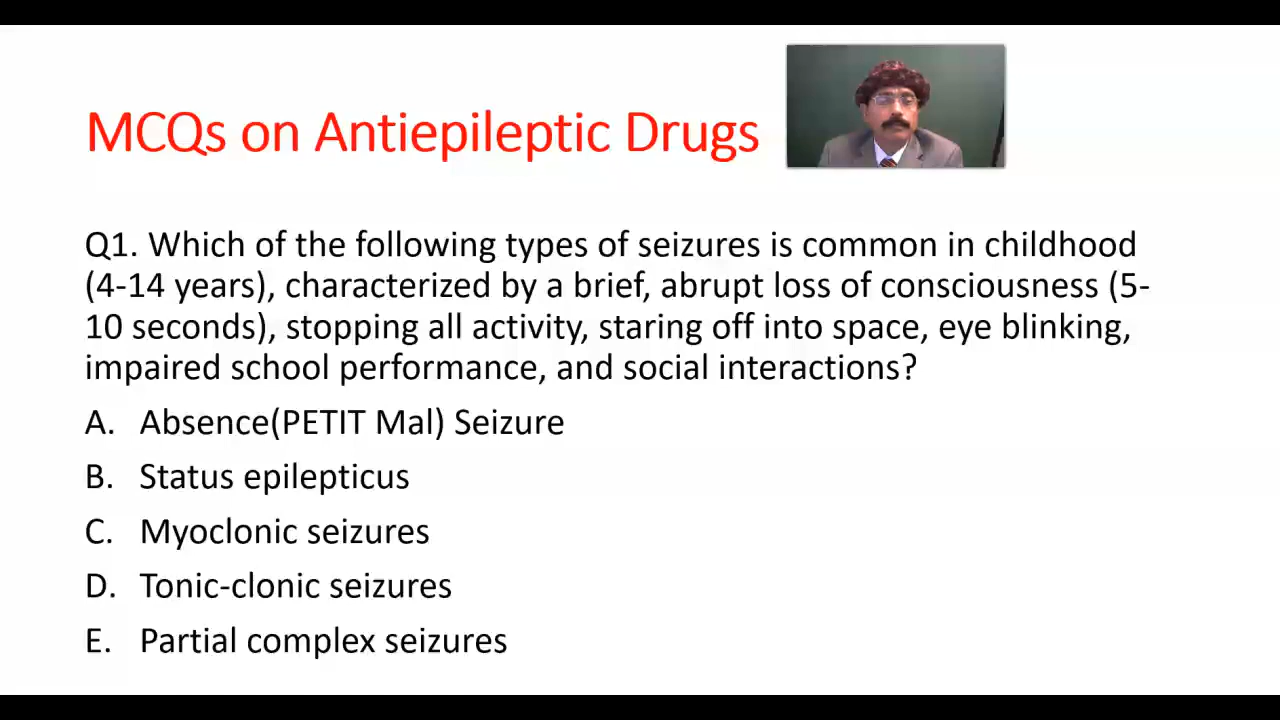 MCQs on Antiepileptic Drugs
Q1. Which of the following types of seizures is common in childhood
(4-14 years), characterized by a brief, abrupt loss of consciousness (5-
10 seconds), stopping all activity, staring off into space, eye blinking,
impaired school performance, and social interactions?
A. Absence(PETIT Mal) Seizure
B. Status epilepticus
C. Myoclonic seizures
D. Tonic-clonic seizures
E. Partial complex seizures